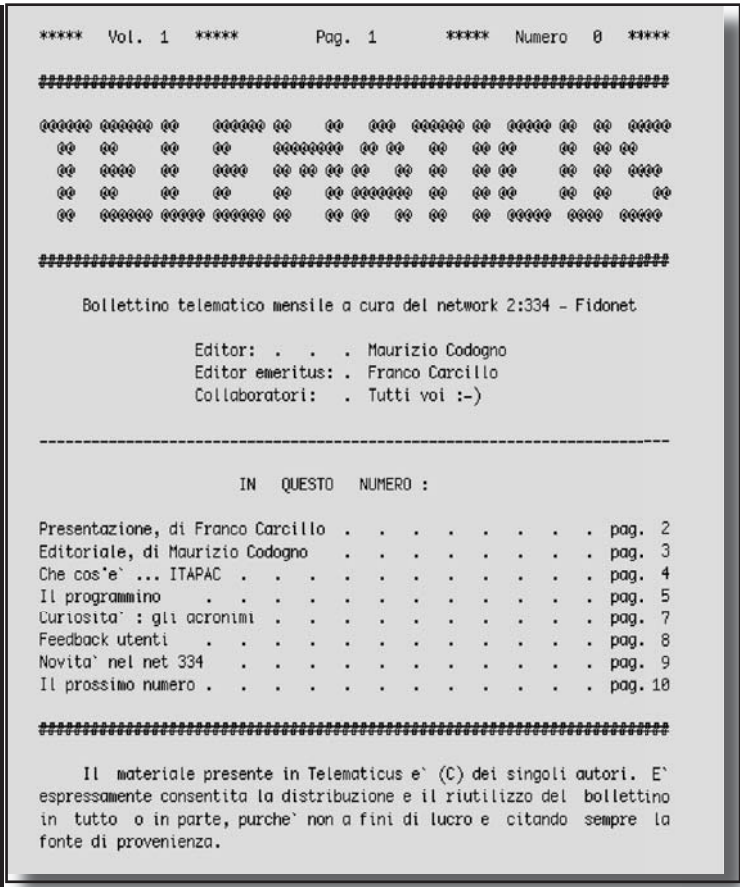 ***** Vol. 1 ***** Pag. 1 ***** Numero 0 *****
TELEMATICUS
Bollettino telematico mensile a cura del network 2:334 - Fidonet
Editor: . . . Maurizio Codogno
Editor emeritus: . Franco Carcillo
Collaboratori: . Tutti voi :-)
IN QUESTO NUMERO :
Presentazione, di Franco Carcillo . . . . . . . . pag. 2
Editoriale, di Maurizio Codogno . . . . . . . . pag. 3
Che cos'e` ... ITAPAC . . . . . . . . . . . pag. 4
Il programmino . . . . . . . . . . . . pag. 5
Curiosita` : gli acronimi . . . . . . . . . . pag. 7
Feedback utenti . . . . . . . . . . . . pag. 8
Novita` nel net 334 . . . . . . . . . . . pag. 9
Il prossimo numero . . . . . . . . . . . . pag. 10
Il materiale presente in Telematicus e` (C) dei singoli autori. E`
espressamente consentita la distribuzione e il riutilizzo del bollettino
in tutto o in parte, purche` non a fini di lucro e citando sempre la
fonte di provenienza.